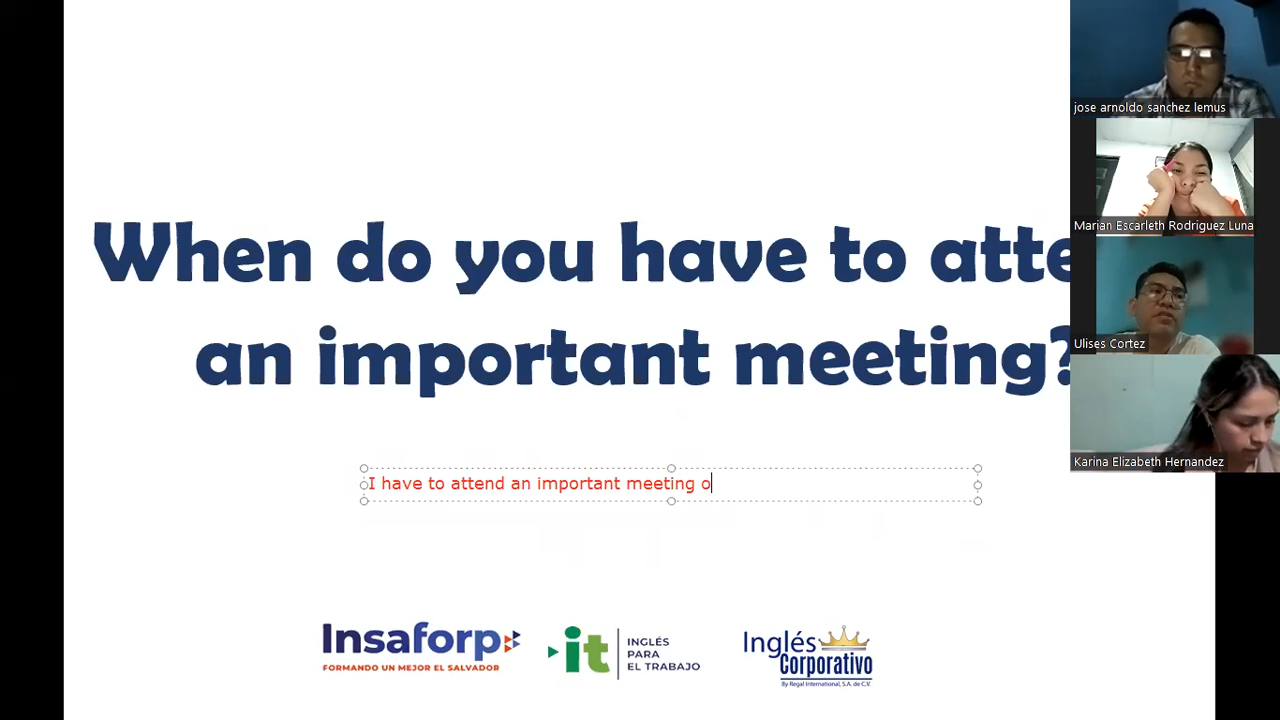 When do you have to atte
an important meeting?
I have to attend an important meeting o
jose arnoldo sanchez lemus
Marian Escarleth Rodriguez Luna
Ulises Cortez
Karina Elizabeth Hernandez
Insaforp
FORMANDO UN MEJOR EL SALVADOR
it
INGLÉS
PARA
EL TRABAJO
Inglés
Corporativo
By Regal International, S.A. de C.V.